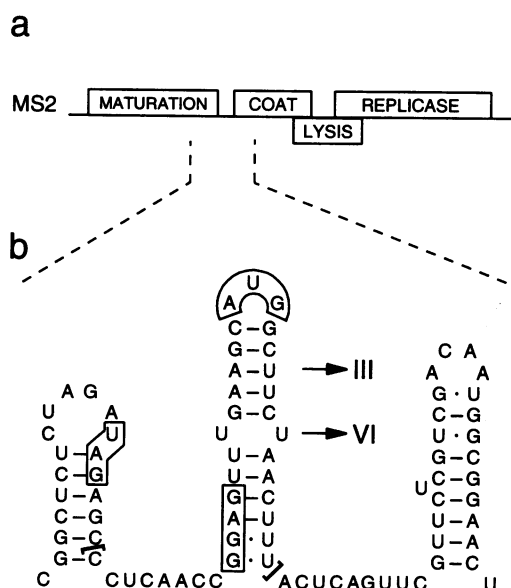 a
MS2 MATURATION COAT REPLICASE
LYSIS
b
U
A G
C – G
G – C C A
A – U → III A A
A G A – U G · U
U A G – C C – G
C U U U → VI U · G
U A U – A G – C
C – G U – A C – G
U – A G – C U C – G
C – G A · U U – A
G – C G · U U – A
G – C G · U G – C
C CUCAACC ACUCAGUUC U